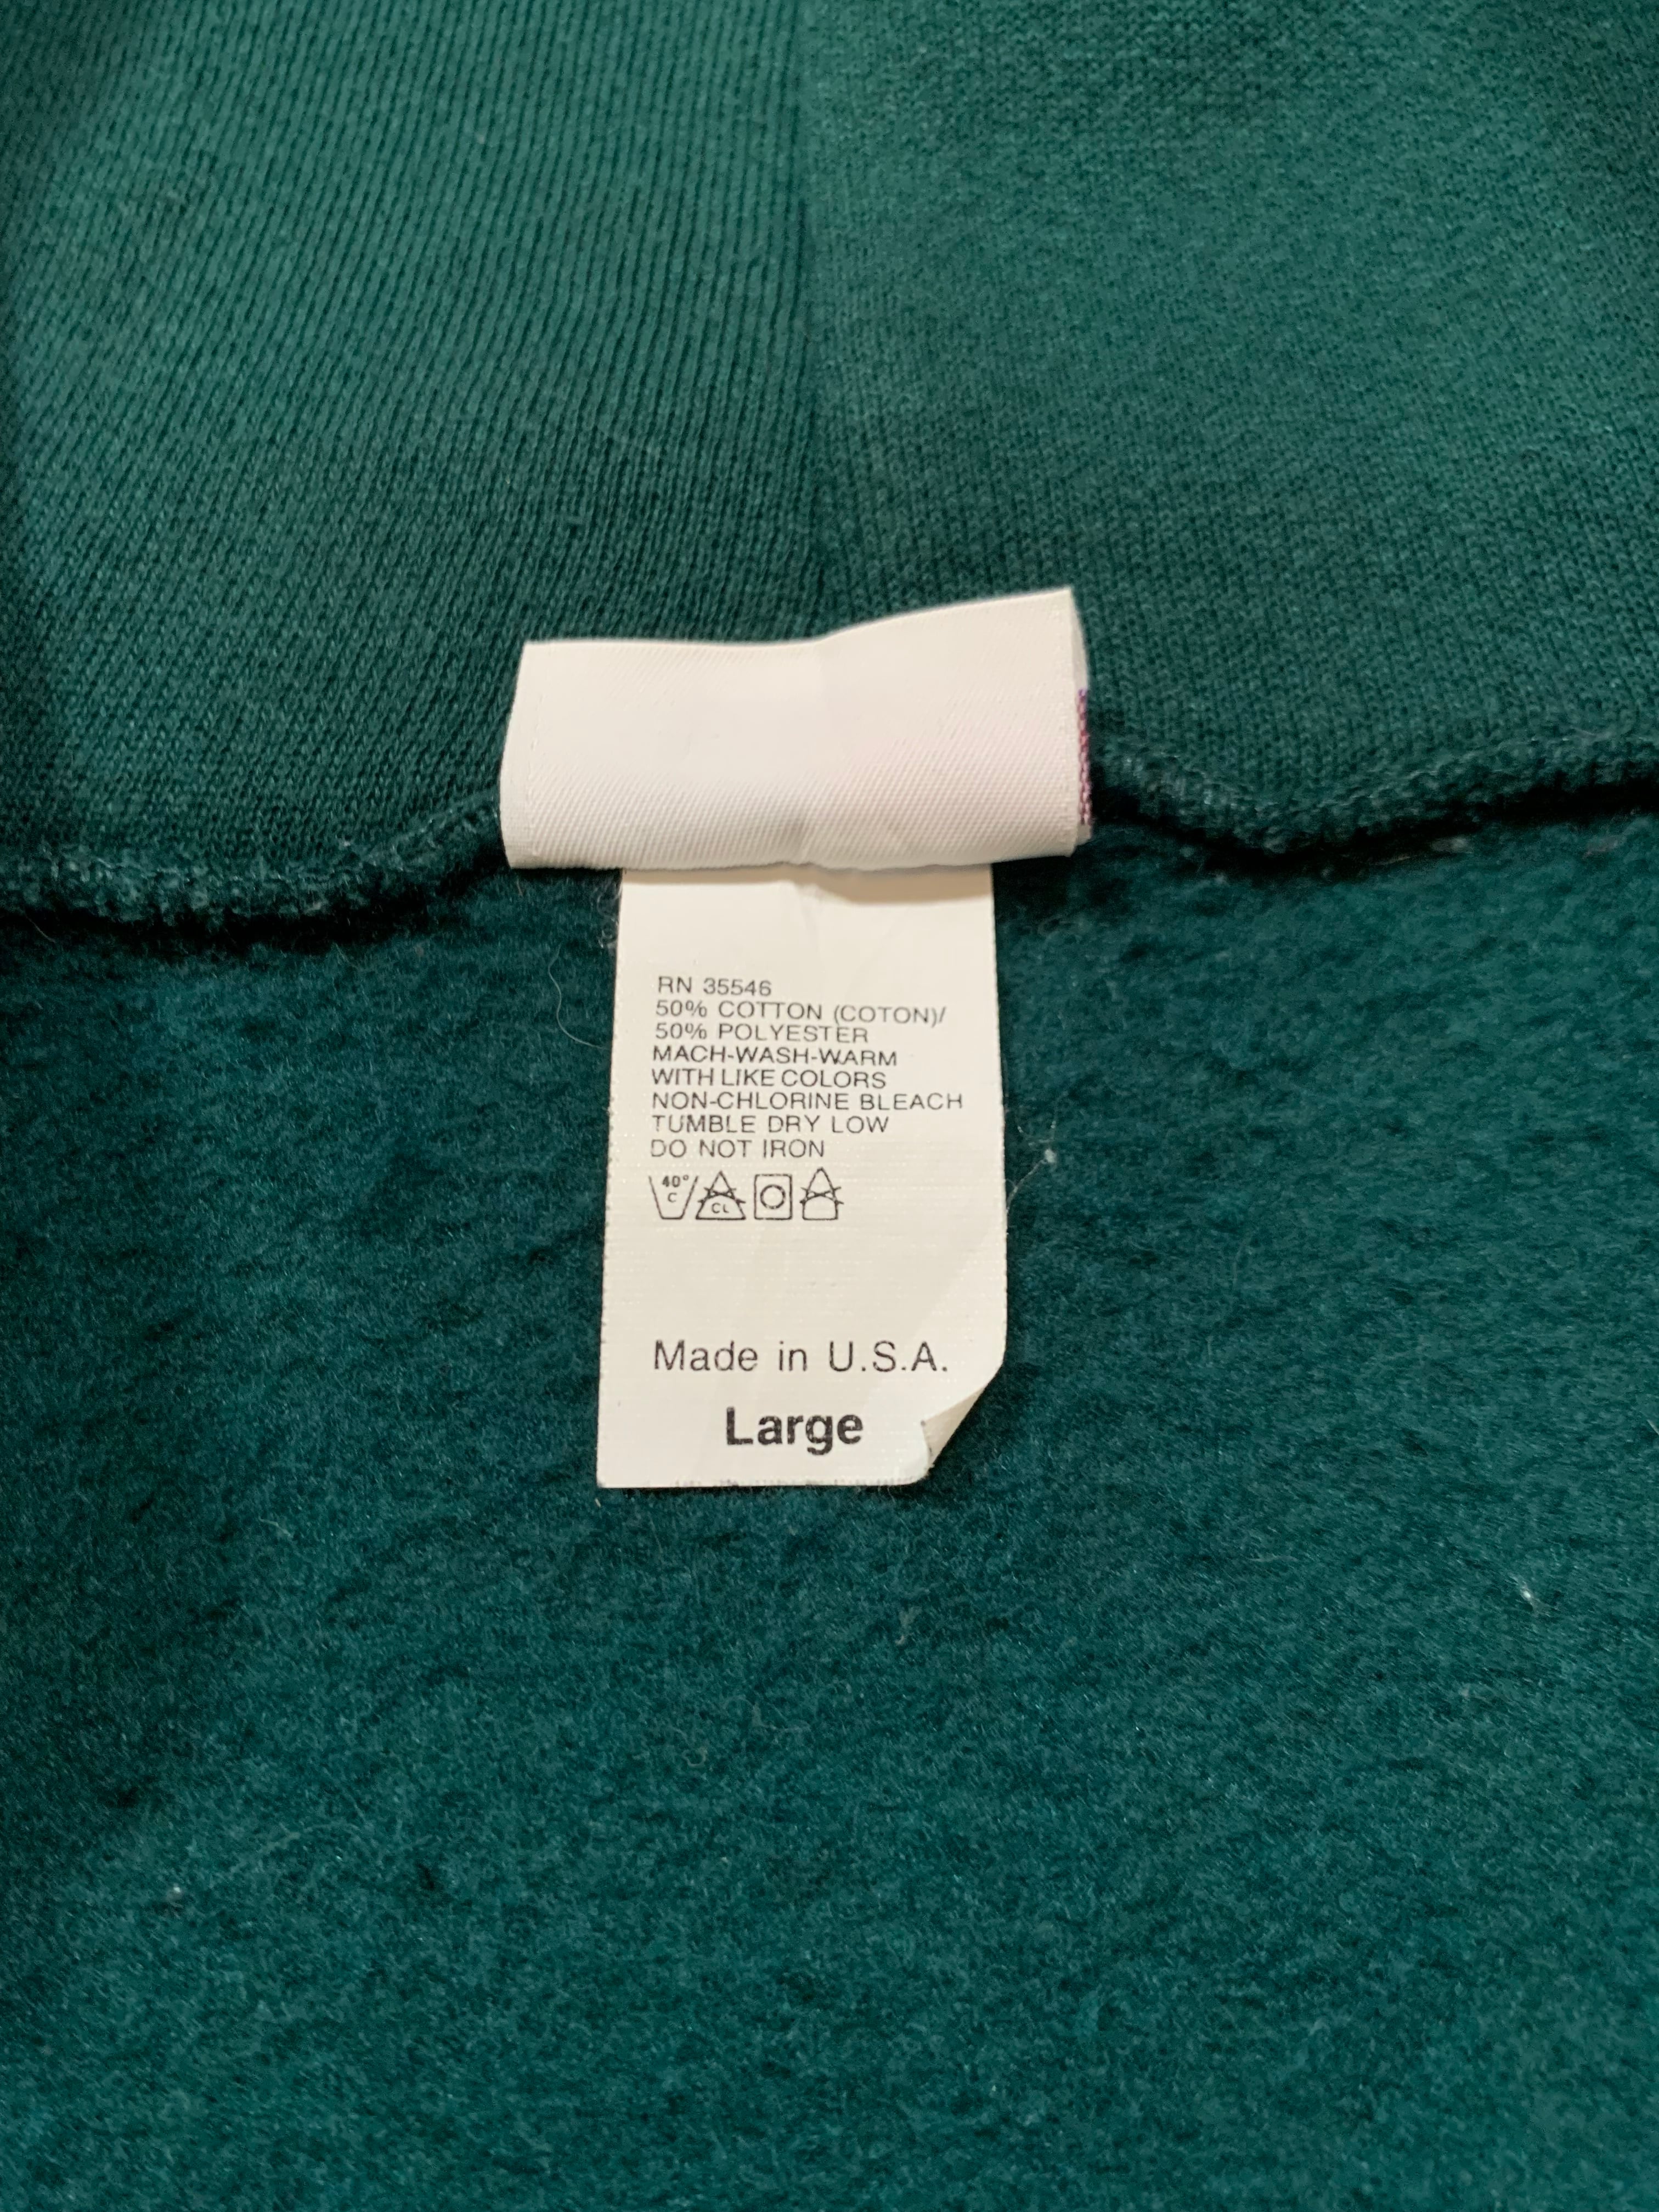 RN 35546
50% COTTON (COTON)/
50% POLYESTER
MACH-WASH-WARM
WITH LIKE COLORS
NON-CHLORINE BLEACH
TUMBLE DRY LOW
DO NOT IRON
40° C CL
Made in U.S.A.
Large